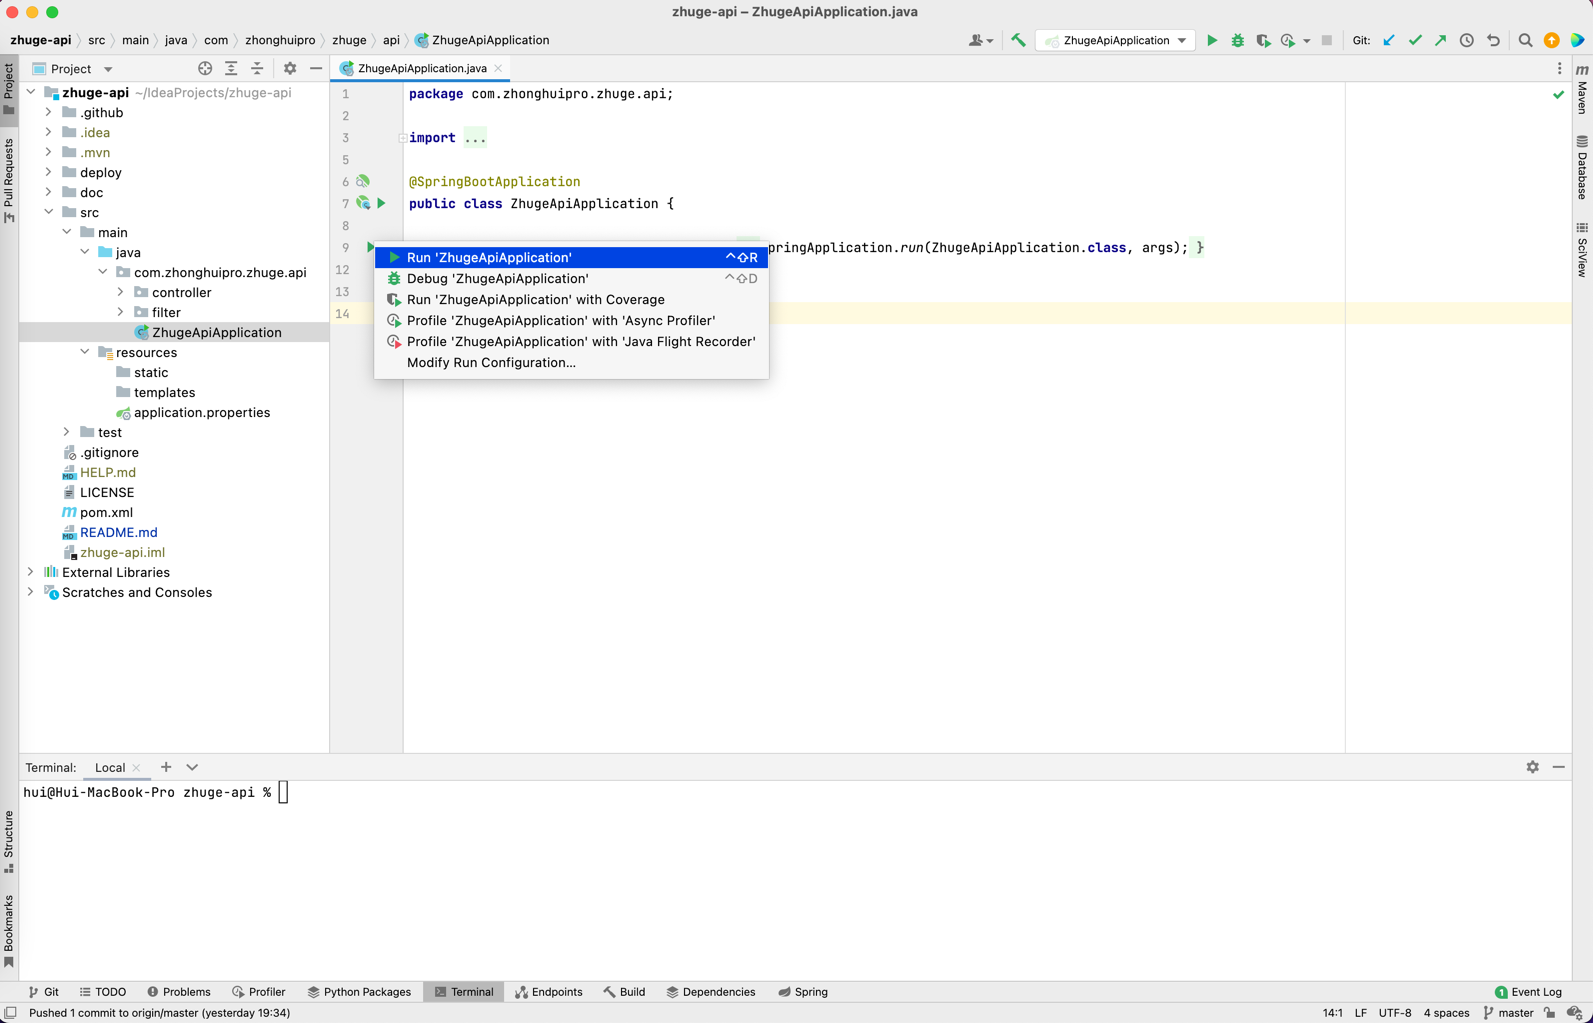 zhuge-api – ZhugeApiApplication.java
zhuge-api src main java com zhonghuipro zhuge api ZhugeApiApplication
ZhugeApiApplication Git:
Project
ZhugeApiApplication.java
Project
Pull Requests
Structure
Bookmarks
zhuge-api ~/IdeaProjects/zhuge-api
.github
.idea
.mvn
deploy
doc
src
main
java
com.zhonghuipro.zhuge.api
controller
filter
ZhugeApiApplication
resources
static
templates
application.properties
test
.gitignore
HELP.md
LICENSE
pom.xml
README.md
zhuge-api.iml
External Libraries
Scratches and Consoles
1 package com.zhonghuipro.zhuge.api;
2
3 import ...
5
6 @SpringBootApplication
7 public class ZhugeApiApplication {
8
9 pringApplication.run(ZhugeApiApplication.class, args); }
12
13
14
Run 'ZhugeApiApplication' ^⇧R
Debug 'ZhugeApiApplication' ^⇧D
Run 'ZhugeApiApplication' with Coverage
Profile 'ZhugeApiApplication' with 'Async Profiler'
Profile 'ZhugeApiApplication' with 'Java Flight Recorder'
Modify Run Configuration...
Maven
Database
SciView
Terminal: Local
hui@Hui-MacBook-Pro zhuge-api %
Git TODO Problems Profiler Python Packages Terminal Endpoints Build Dependencies Spring 1 Event Log
Pushed 1 commit to origin/master (yesterday 19:34) 14:1 LF UTF-8 4 spaces master